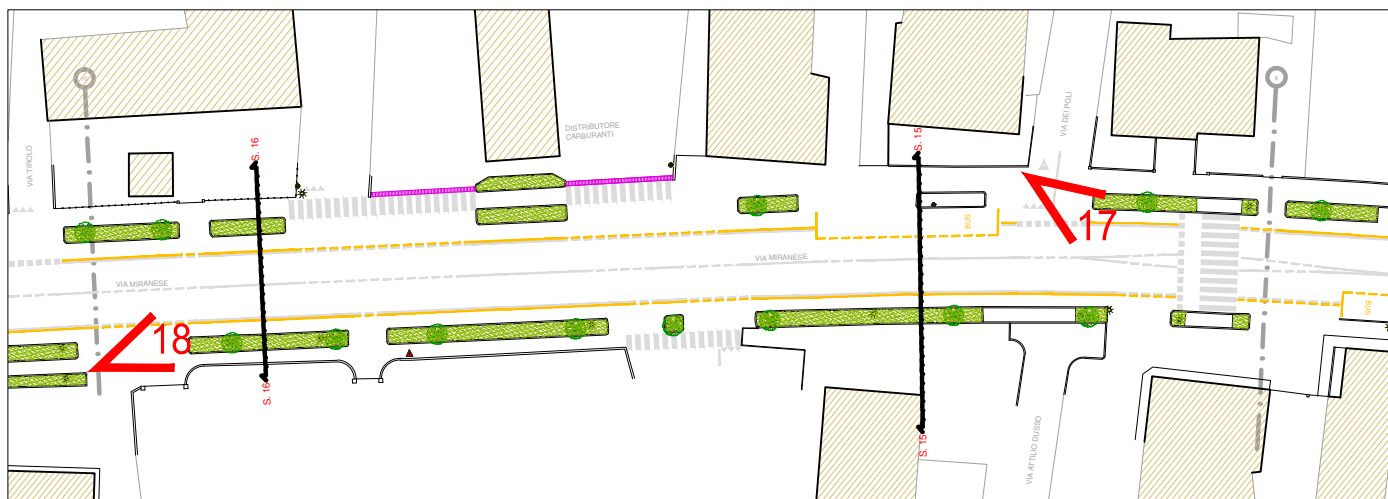 VIA TIROLO
S. 16
DISTRIBUTORE
CARBURANTI
S. 15
VIA DEI POLI
17
BUS
VIA MIRANESE
VIA MIRANESE
BUS
18
S. 16
S. 15
VIA ATTILIO DUSSO